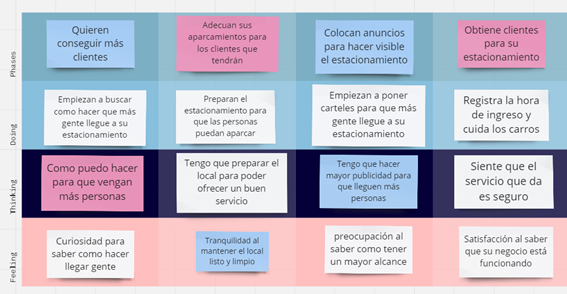 Phases
Quieren
conseguir más
clientes
Adecuan sus
aparcamientos para
los clientes que
tendrán
Colocan anuncios
para hacer visible
el estacionamiento
Obtiene clientes
para su
estacionamiento
Doing
Empiezan a buscar
como hacer que más
gente llegue a su
estacionamiento
Preparan el
estacionamiento para
que las personas
puedan aparcar
Empiezan a poner
carteles para que más
gente llegue a su
estacionamiento
Registra la hora
de ingreso y
cuida los carros
Thinking
Como puedo hacer
para que vengan
más personas
Tengo que preparar el
local para poder
ofrecer un buen
servicio
Tengo que hacer
mayor publicidad para
que lleguen más
personas
Siente que el
servicio que da
es seguro
Feeling
Curiosidad para
saber como hacer
llegar gente
Tranquilidad al
mantener el local
listo y limpio
preocupación al
saber como tener
un mayor alcance
Satisfacción al saber
que su negocio está
funcionando